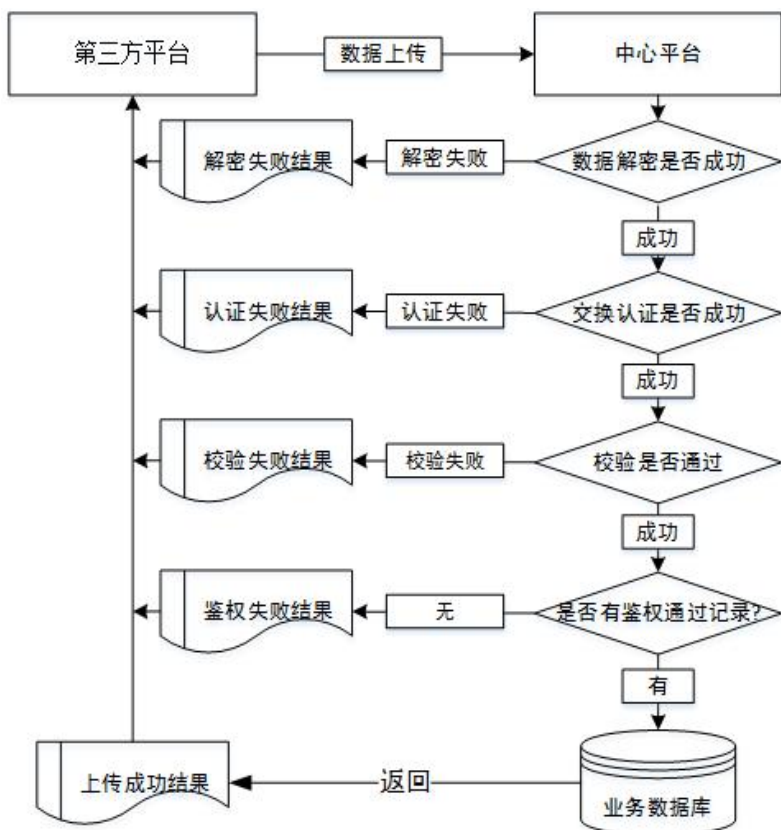 第三方平台
数据上传
中心平台
解密失败结果
解密失败
数据解密是否成功
成功
认证失败结果
认证失败
交换认证是否成功
成功
校验失败结果
校验失败
校验是否通过
成功
鉴权失败结果
无
是否有鉴权通过记录?
有
上传成功结果
返回
业务数据库